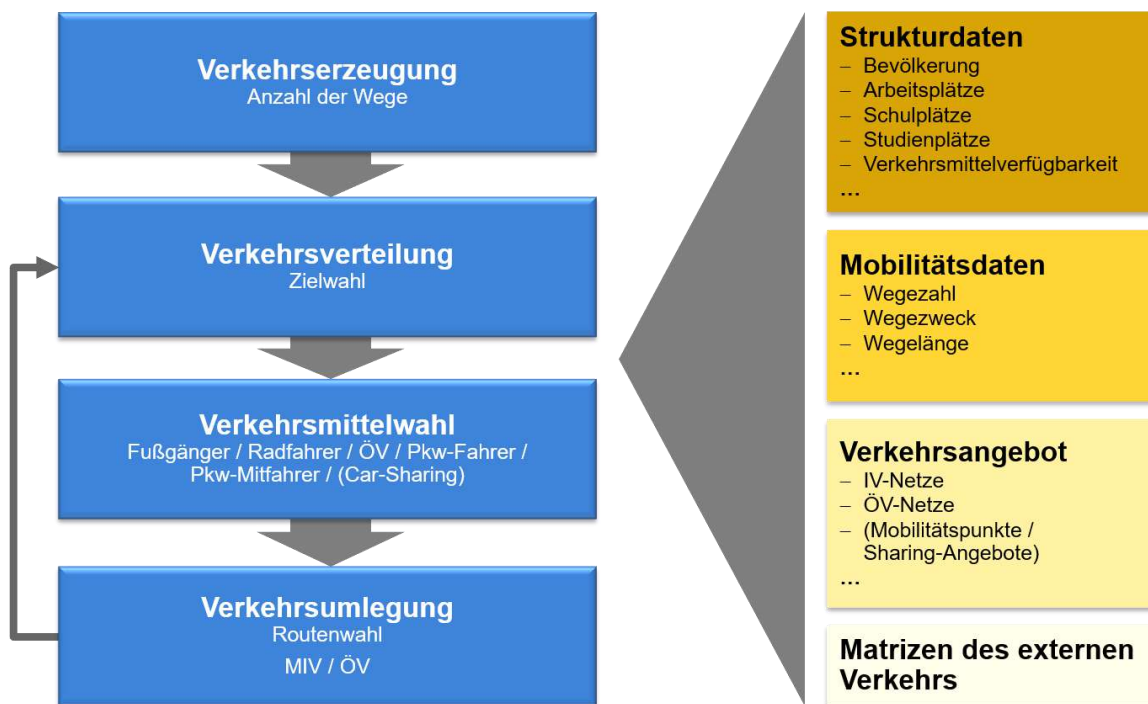 Verkehrserzeugung
Anzahl der Wege
Verkehrsverteilung
Zielwahl
Verkehrsmittelwahl
Fußgänger / Radfahrer / ÖV / Pkw-Fahrer /
Pkw-Mitfahrer / (Car-Sharing)
Verkehrsumlegung
Routenwahl
MIV / ÖV
Strukturdaten
– Bevölkerung
– Arbeitsplätze
– Schulplätze
– Studienplätze
– Verkehrsmittelverfügbarkeit
...
Mobilitätsdaten
– Wegezahl
– Wegezweck
– Wegelänge
...
Verkehrsangebot
– IV-Netze
– ÖV-Netze
– (Mobilitätspunkte /
Sharing-Angebote)
...
Matrizen des externen
Verkehrs